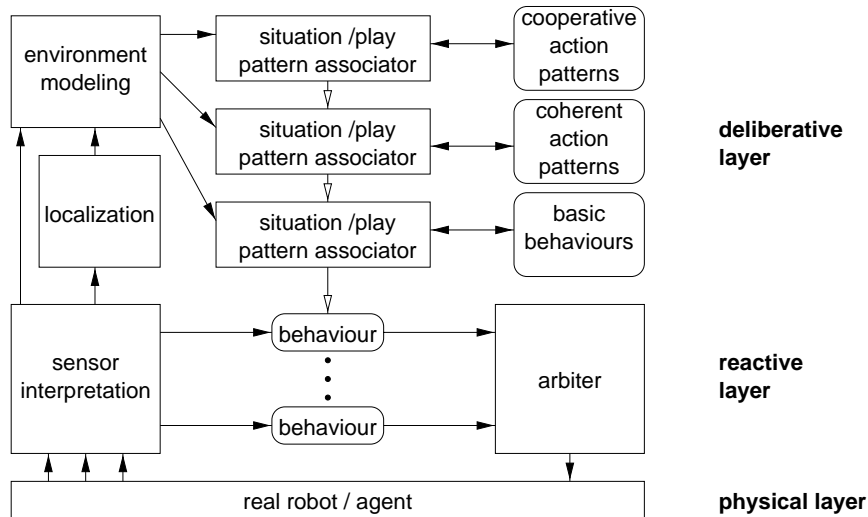 environment
modeling
situation /play
pattern associator
cooperative
action
patterns
situation /play
pattern associator
coherent
action
patterns
deliberative
layer
localization
situation /play
pattern associator
basic
behaviours
sensor
interpretation
behaviour
behaviour
arbiter
reactive
layer
real robot / agent
physical layer